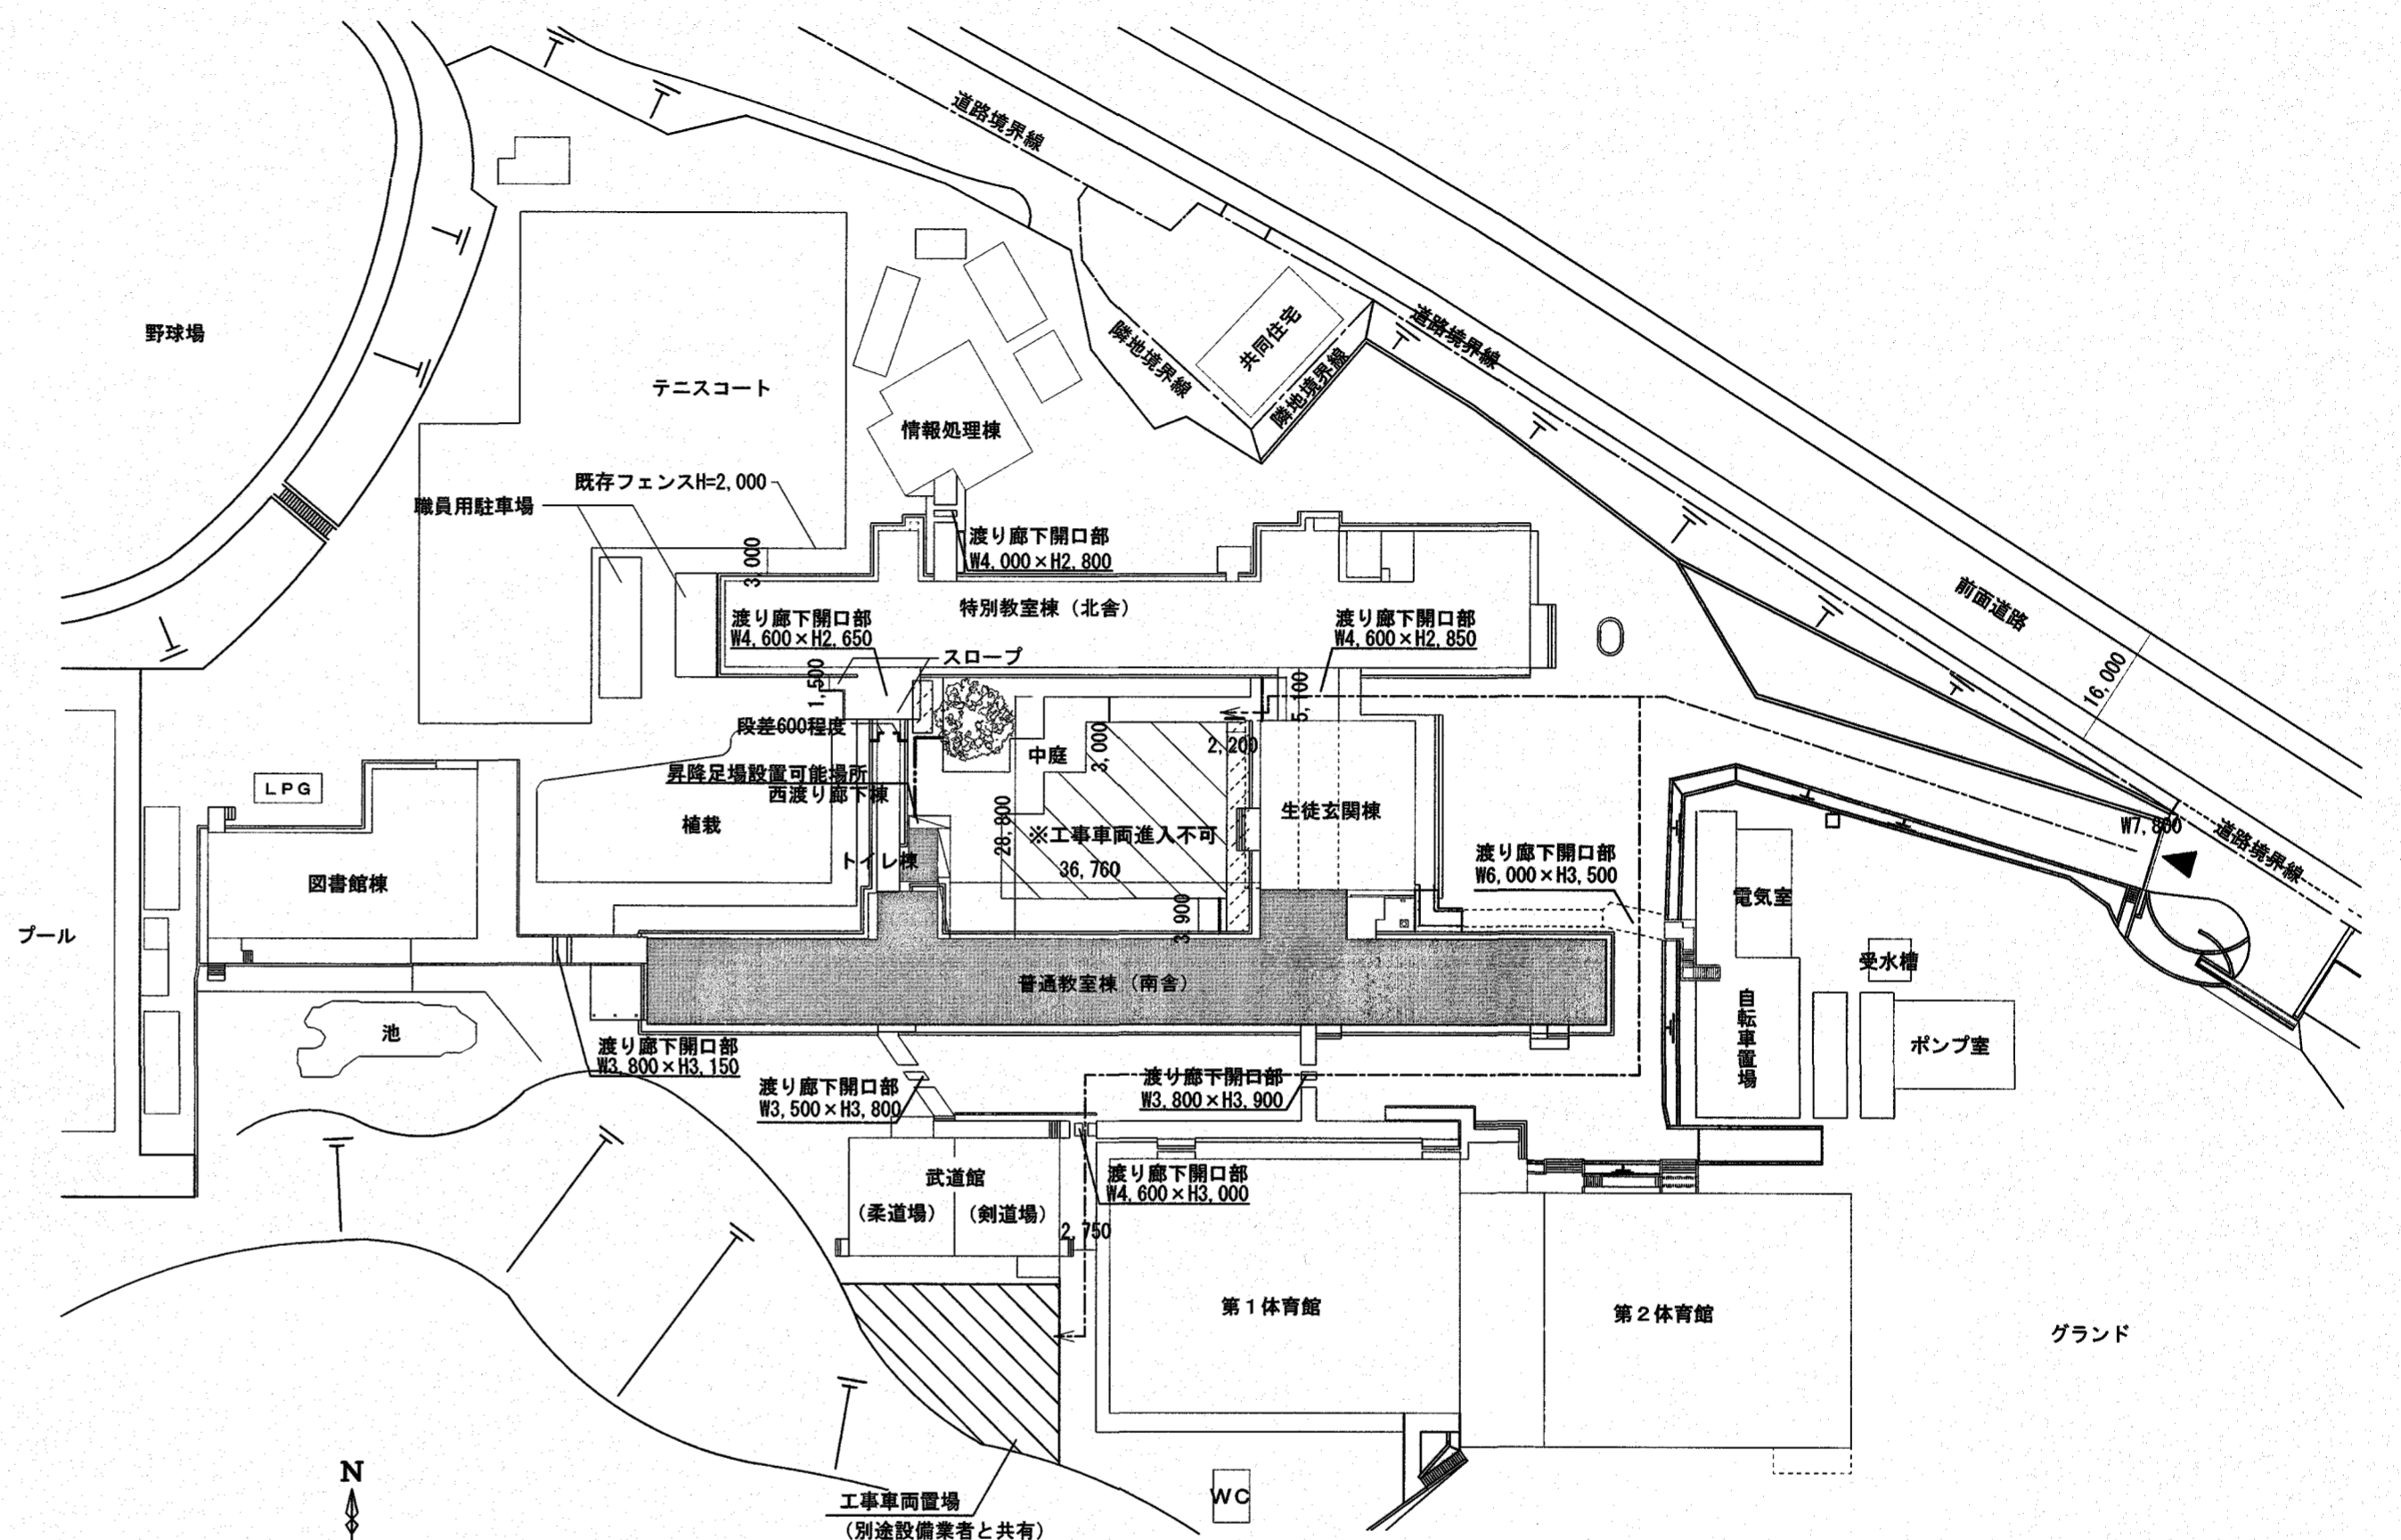 道路境界線
野球場
テニスコート
共同住宅
隣地境界線
隣地境界線
道路境界線
情報処理棟
既存フェンスH=2,000
職員用駐車場
渡り廊下開口部
W4,000×H2,800
3,000
特別教室棟（北舎）
前面道路
16,000
渡り廊下開口部
W4,600×H2,650
渡り廊下開口部
W4,600×H2,850
スロープ
1,500
5,100
段差600程度
中庭
3,000
2,200
昇降足場設置可能場所
西渡り廊下棟
LPG
植栽
28,800
※工事車両進入不可
36,760
生徒玄関棟
トイレ棟
図書館棟
渡り廊下開口部
W6,000×H3,500
W7,800
道路境界線
電気室
3,900
プール
受水槽
普通教室棟（南舎）
池
自転車置場
ポンプ室
渡り廊下開口部
W3,800×H3,150
渡り廊下開口部
W3,500×H3,800
渡り廊下開口部
W3,800×H3,900
武道館
（柔道場）
（剣道場）
渡り廊下開口部
W4,600×H3,000
2,750
第１体育館
第２体育館
グランド
N
工事車両置場
（別途設備業者と共有）
WC